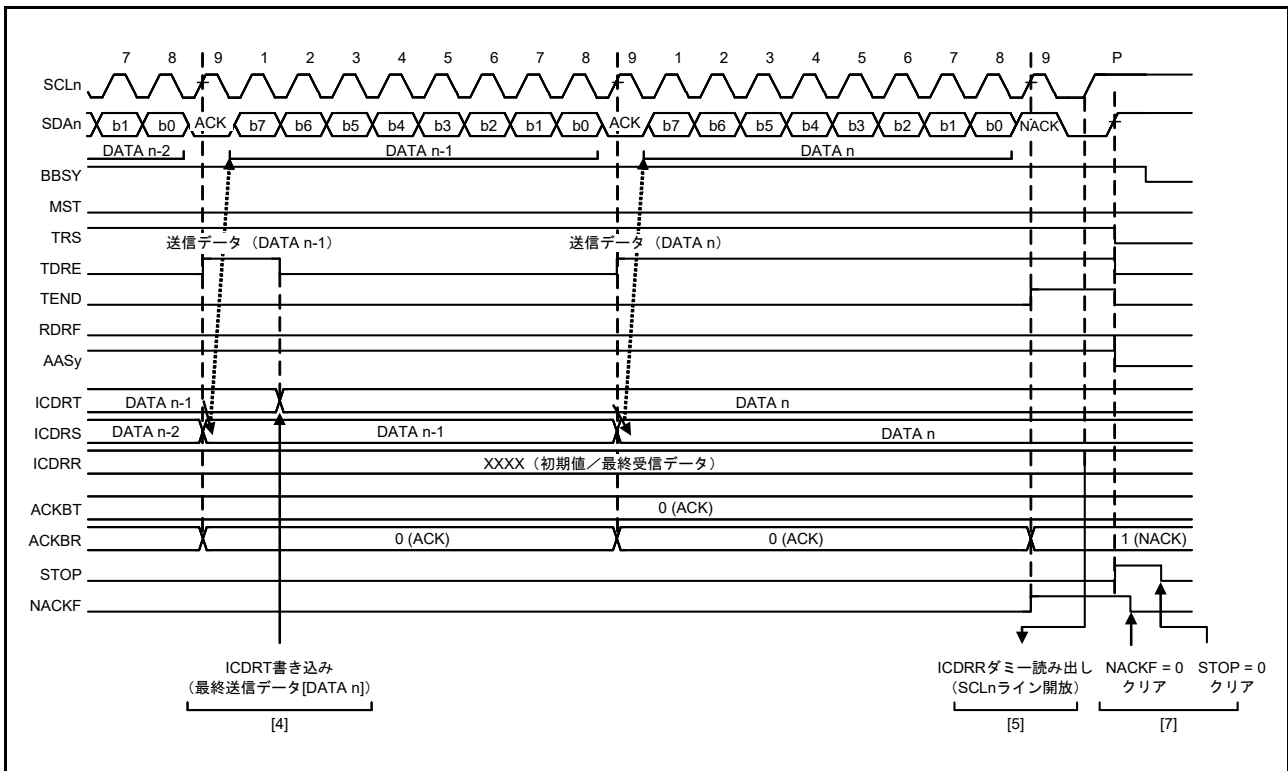 7 8 9 1 2 3 4 5 6 7 8 9 1 2 3 4 5 6 7 8 9 P
SCLn
SDAn b1 b0 ACK b7 b6 b5 b4 b3 b2 b1 b0 ACK b7 b6 b5 b4 b3 b2 b1 b0 NACK
DATA n-2 DATA n-1 DATA n
BBSY
MST
TRS
送信データ(DATA n-1) 送信データ(DATA n)
TDRE
TEND
RDRF
AASy
ICDRT DATA n-1 DATA n
ICDRS DATA n-2 DATA n-1 DATA n
ICDRR XXXX(初期値/最終受信データ)
ACKBT 0 (ACK)
ACKBR 0 (ACK) 0 (ACK) 1 (NACK)
STOP
NACKF
ICDRT書き込み
(最終送信データ[DATA n])
[4]
ICDRRダミー読み出し
(SCLnライン開放)
[5]
NACKF = 0
クリア
STOP = 0
クリア
[7]